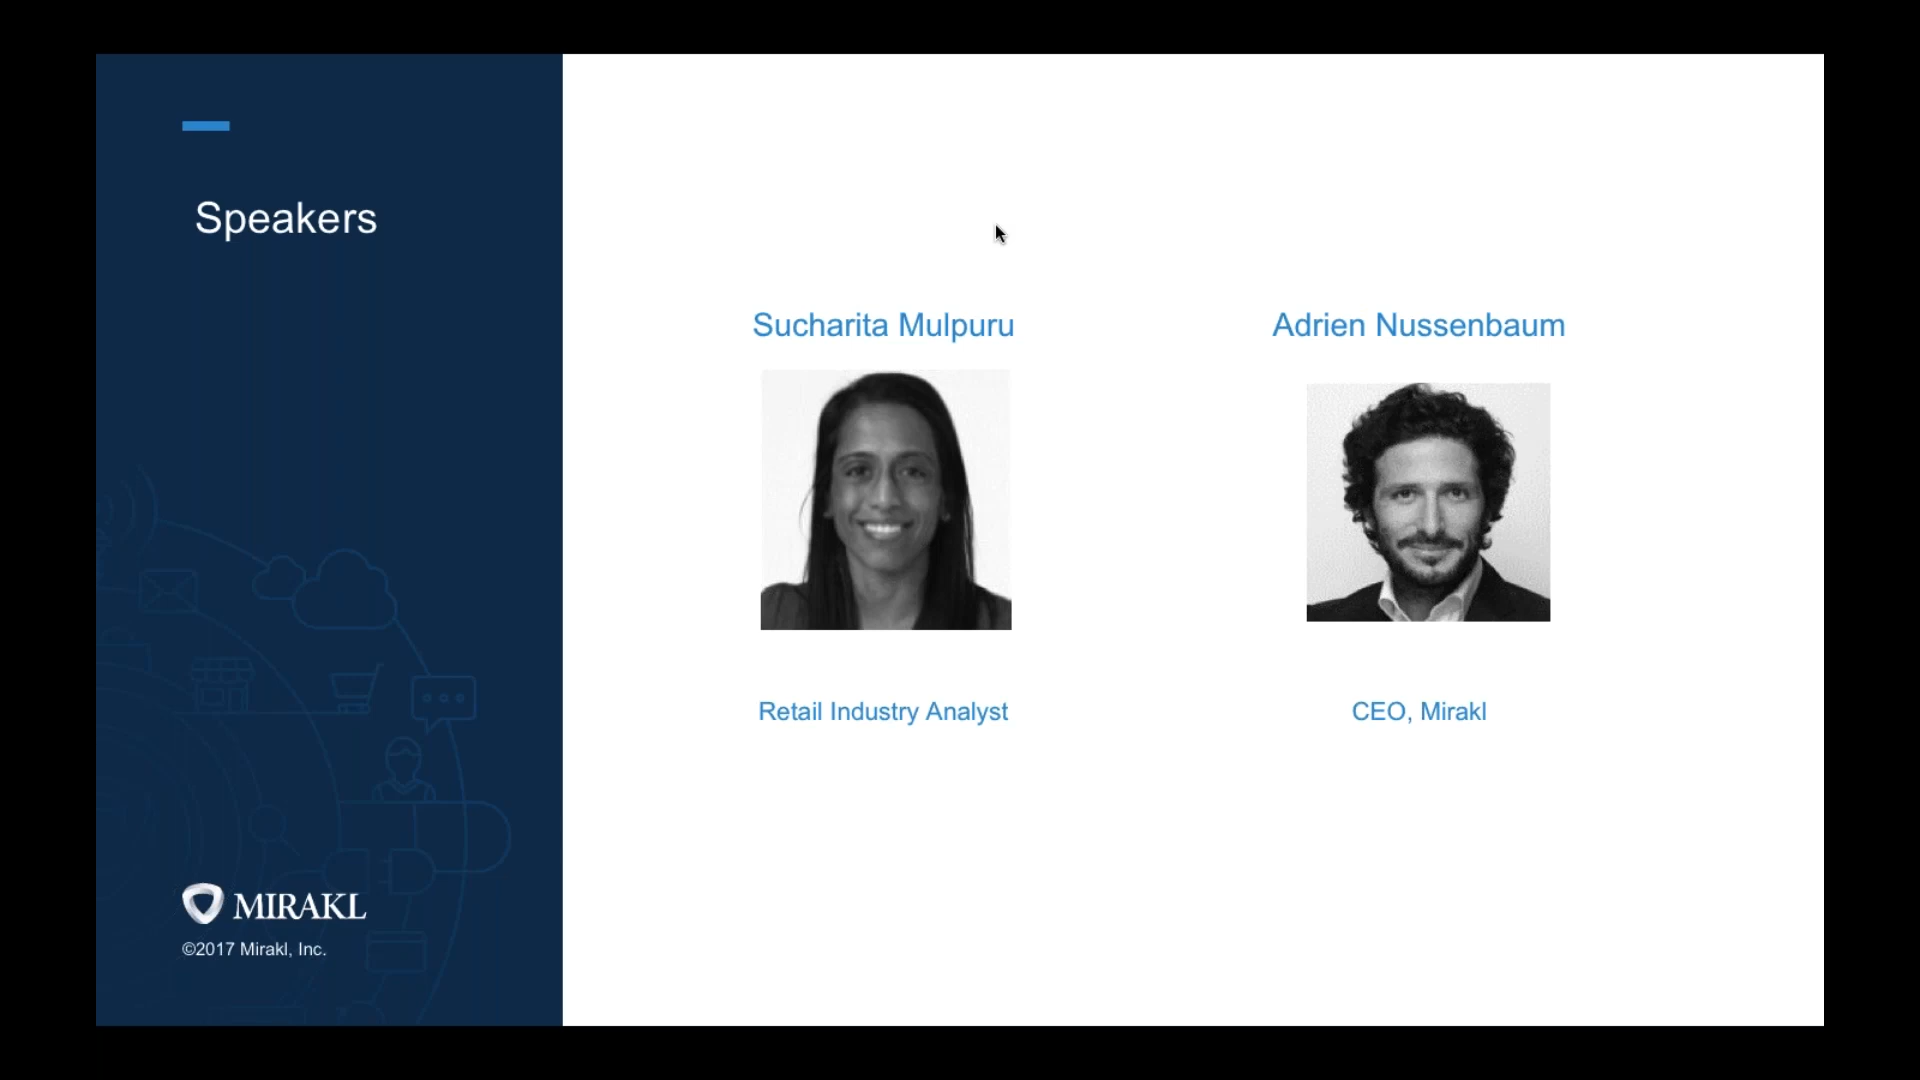 Speakers
Sucharita Mulpuru
Adrien Nussenbaum
Retail Industry Analyst
CEO, Mirakl
MIRAKL
©2017 Mirakl, Inc.